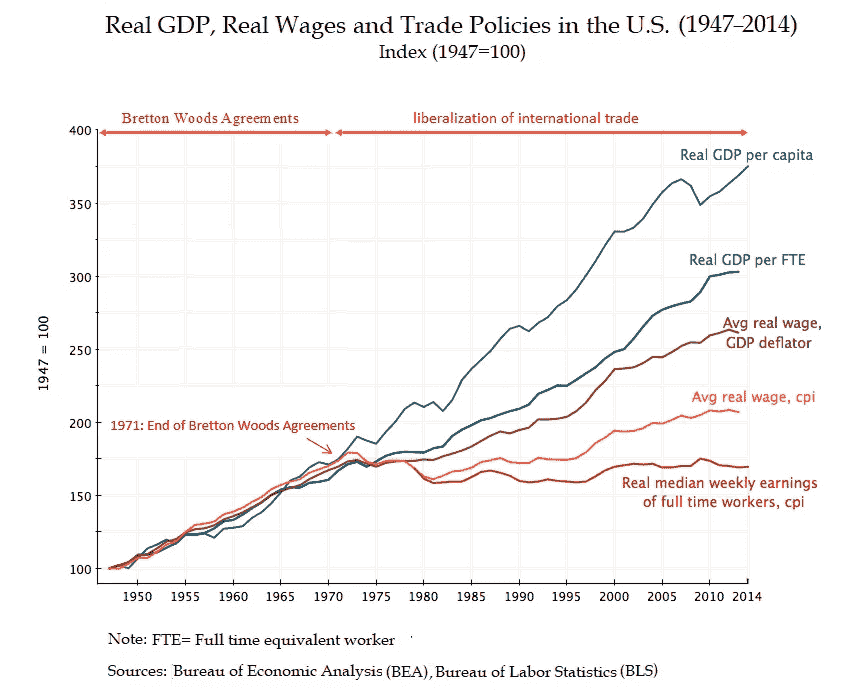 Real GDP, Real Wages and Trade Policies in the U.S. (1947–2014)
Index (1947=100)
Bretton Woods Agreements
liberalization of international trade
400
350
300
250
200
150
100
1947 = 100
Real GDP per capita
Real GDP per FTE
Avg real wage,
GDP deflator
Avg real wage, cpi
1971: End of Bretton Woods Agreements
Real median weekly earnings
of full time workers, cpi
1950 1955 1960 1965 1970 1975 1980 1985 1990 1995 2000 2005 2010 2014
Note: FTE= Full time equivalent worker
Sources: Bureau of Economic Analysis (BEA), Bureau of Labor Statistics (BLS)